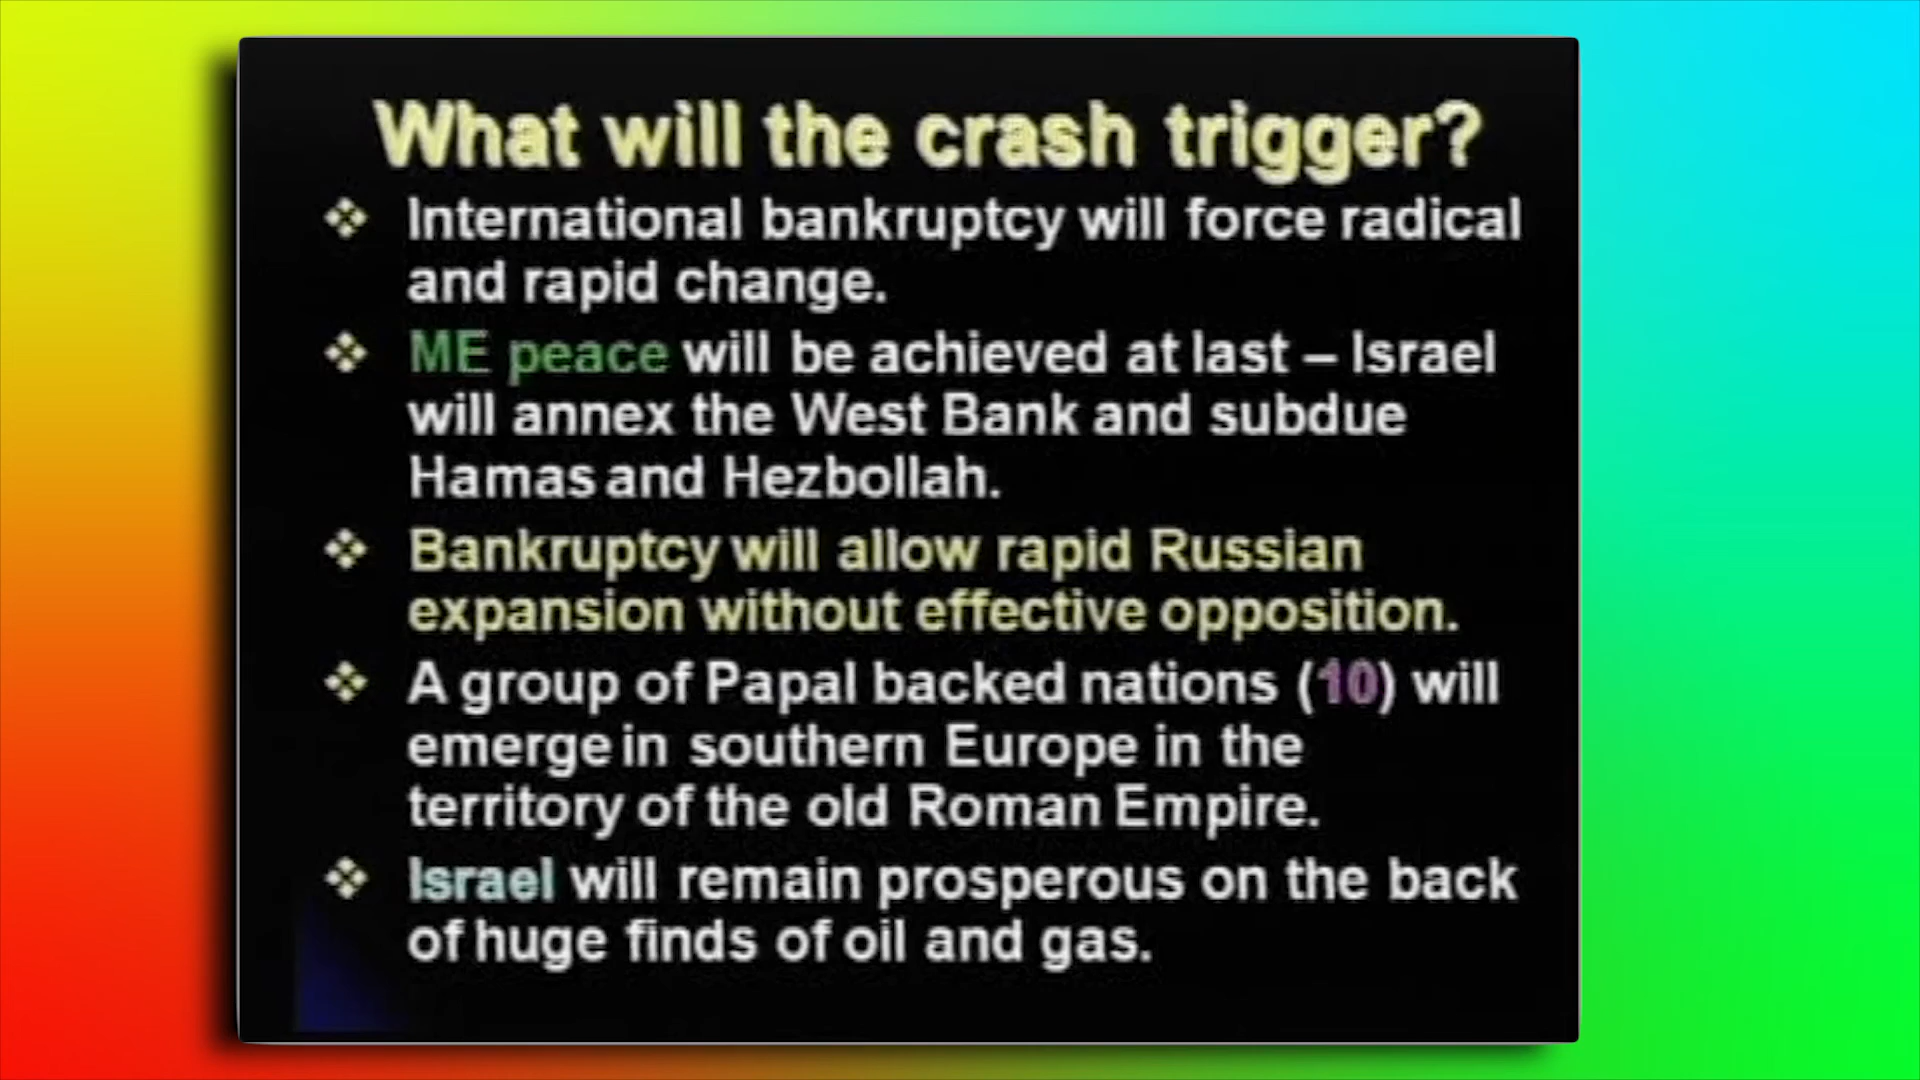 What will the crash trigger?
International bankruptcy will force radical
and rapid change.
ME peace will be achieved at last – Israel
will annex the West Bank and subdue
Hamas and Hezbollah.
Bankruptcy will allow rapid Russian
expansion without effective opposition.
A group of Papal backed nations (10) will
emerge in southern Europe in the
territory of the old Roman Empire.
Israel will remain prosperous on the back
of huge finds of oil and gas.